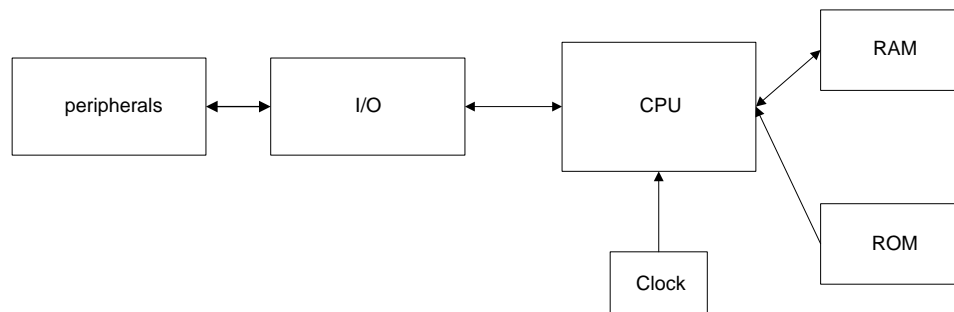 peripherals
I/O
CPU
RAM
ROM
Clock